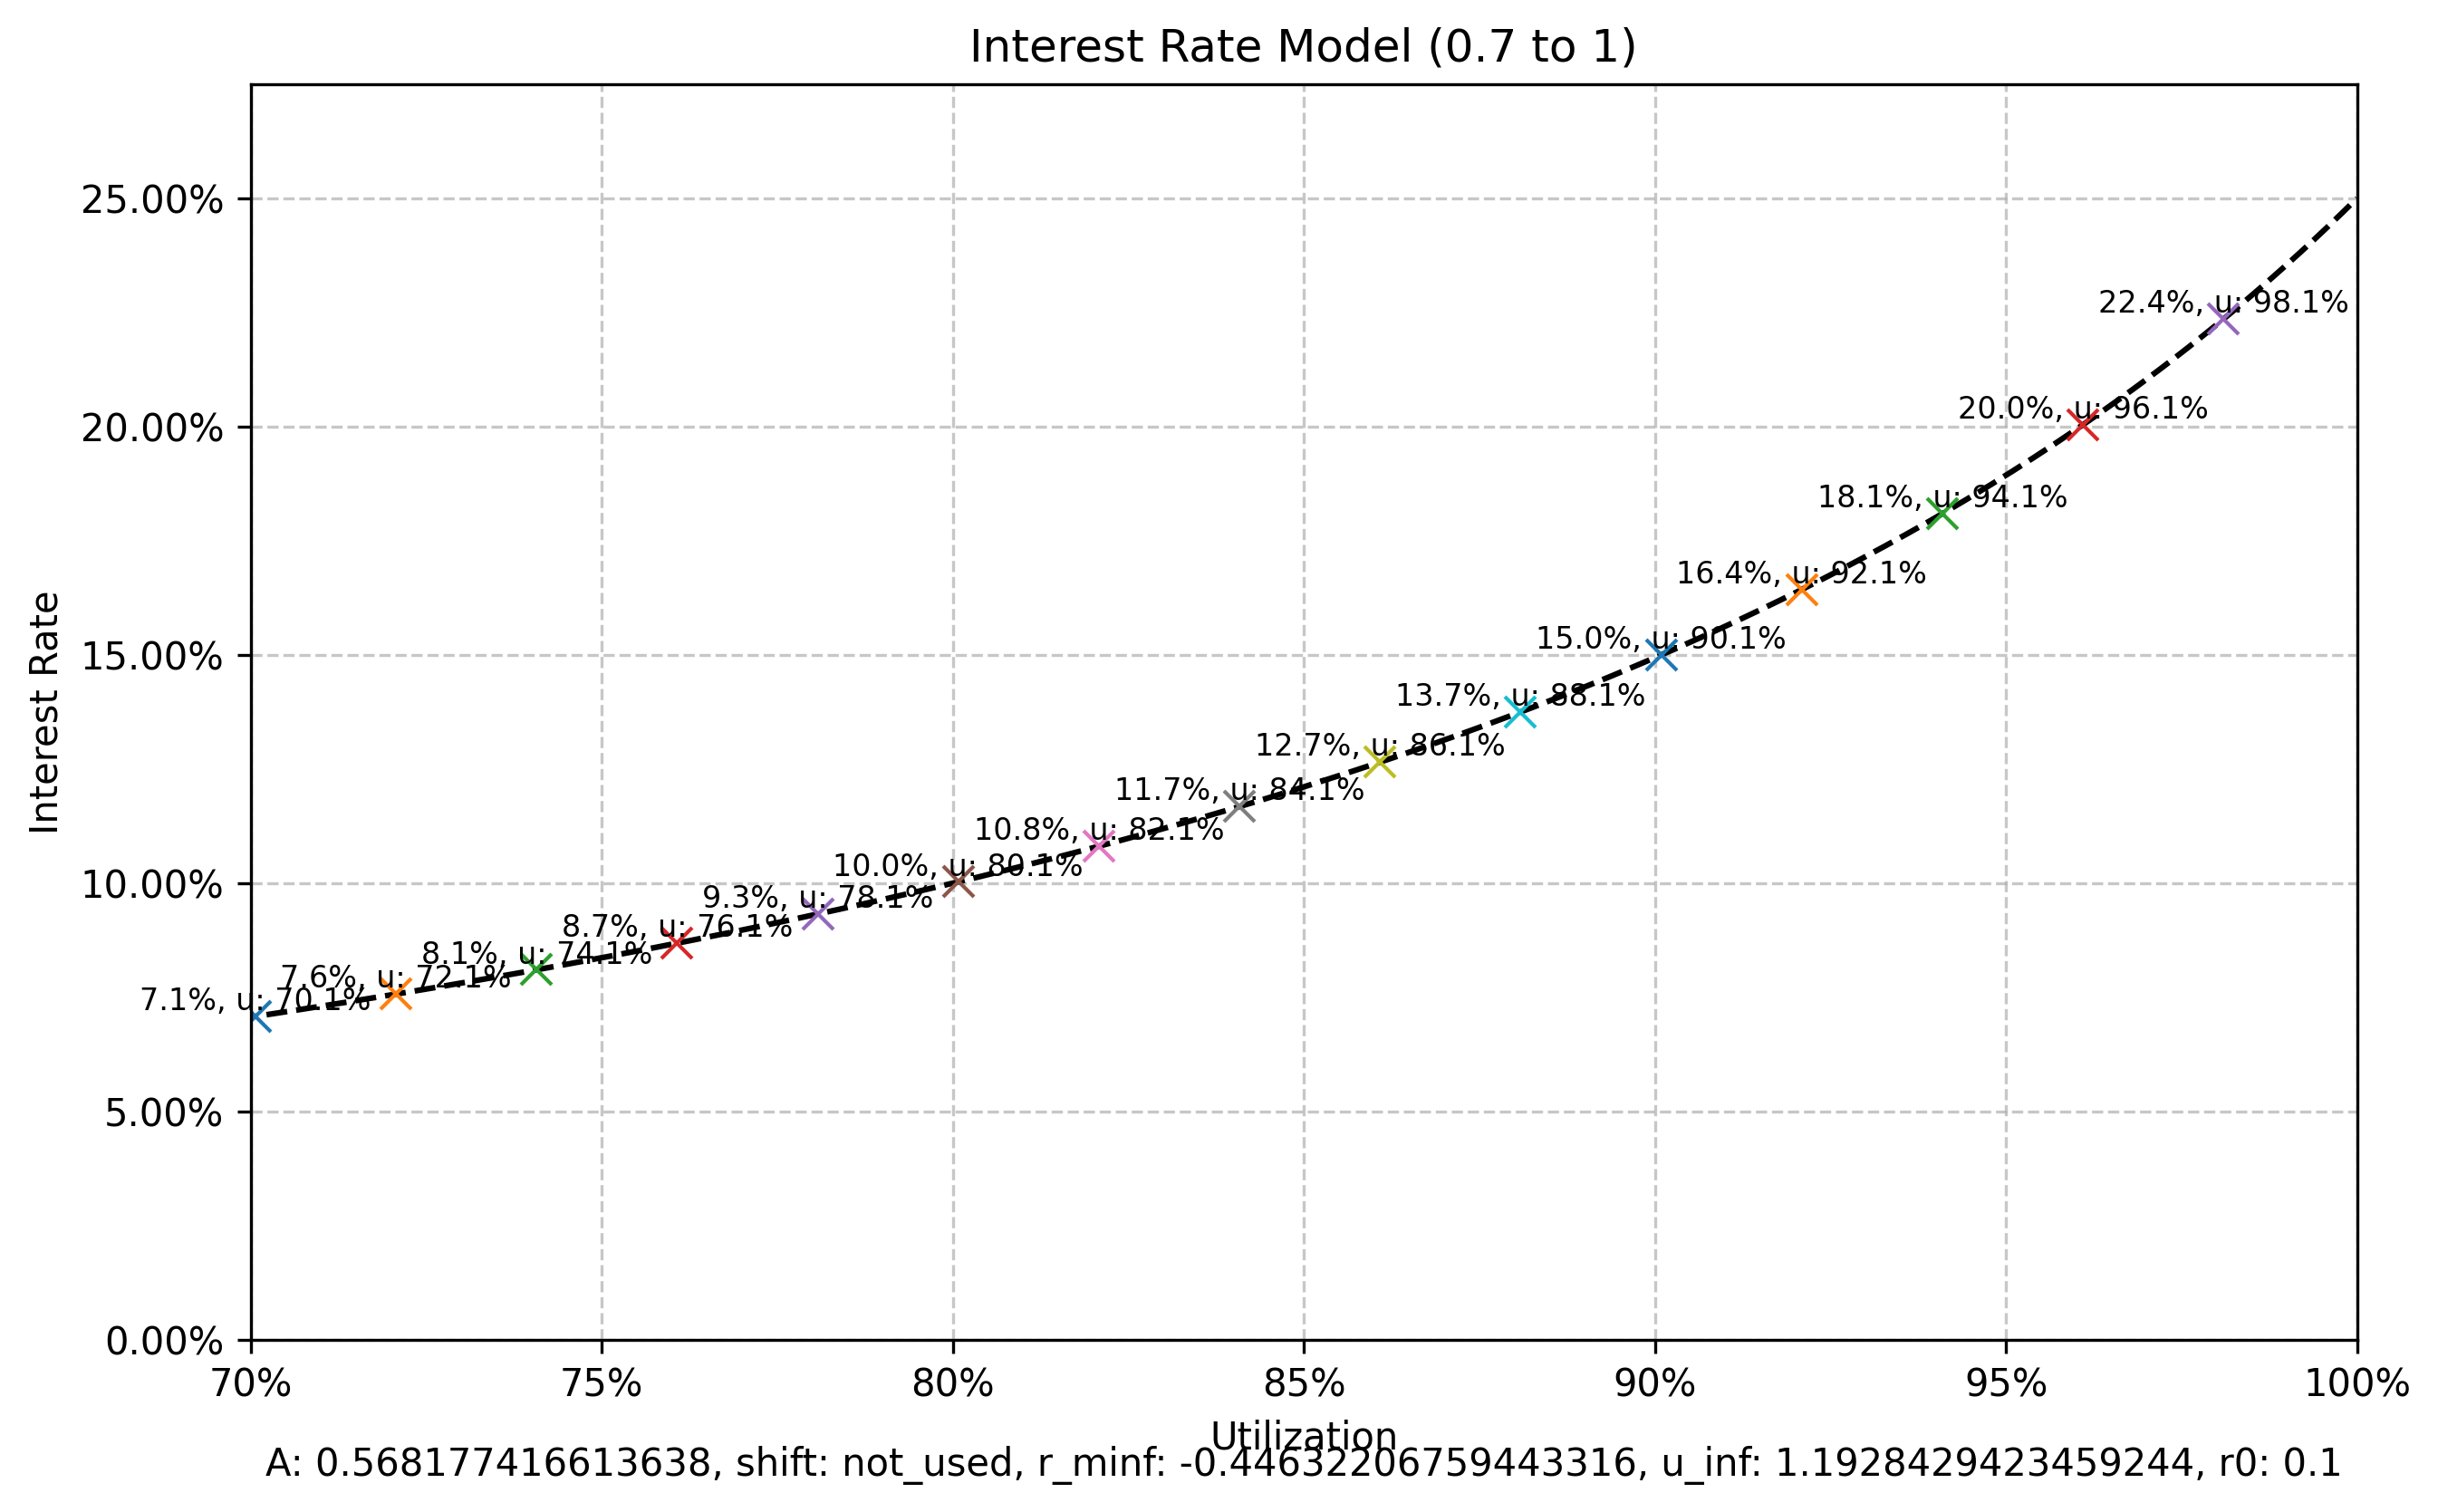 Interest Rate Model (0.7 to 1)
Interest Rate
25.00%
20.00%
15.00%
10.00%
5.00%
0.00%
22.4%, u: 98.1%
20.0%, u: 96.1%
18.1%, u: 94.1%
16.4%, u: 92.1%
15.0%, u: 90.1%
13.7%, u: 88.1%
12.7%, u: 86.1%
11.7%, u: 84.1%
10.8%, u: 82.1%
10.0%, u: 80.1%
9.3%, u: 78.1%
8.7%, u: 76.1%
8.1%, u: 74.1%
7.6%, u: 72.1%
7.1%, u: 70.1%
70% 75% 80% 85% 90% 95% 100%
Utilization
A: 0.568177416613638, shift: not_used, r_minf: -0.44632206759443316, u_inf: 1.1928429423459244, r0: 0.1